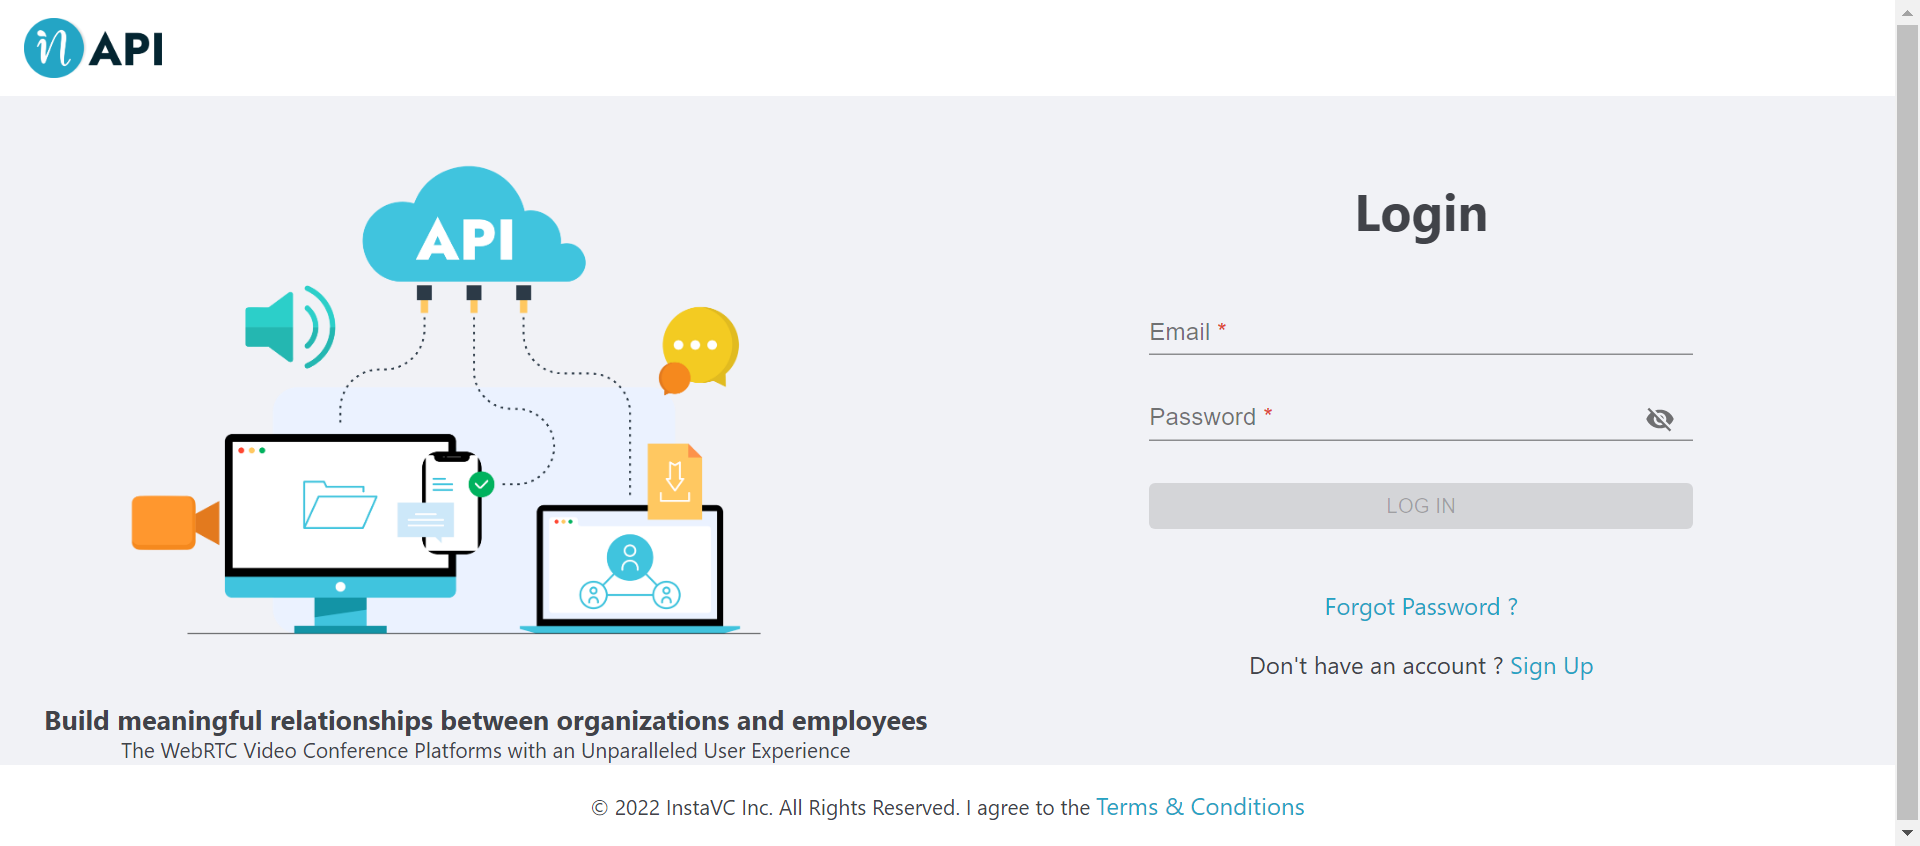 in API
API
Login
Email *
Password *
LOG IN
Forgot Password ?
Don't have an account ? Sign Up
Build meaningful relationships between organizations and employees
The WebRTC Video Conference Platforms with an Unparalleled User Experience
© 2022 InstaVC Inc. All Rights Reserved. I agree to the Terms & Conditions